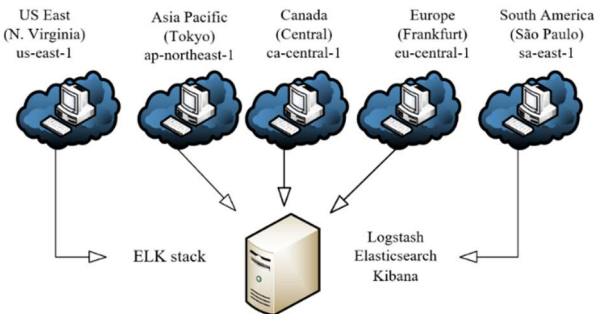 US East
(N. Virginia)
us-east-1
Asia Pacific
(Tokyo)
ap-northeast-1
Canada
(Central)
ca-central-1
Europe
(Frankfurt)
eu-central-1
South America
(São Paulo)
sa-east-1
ELK stack
Logstash
Elasticsearch
Kibana